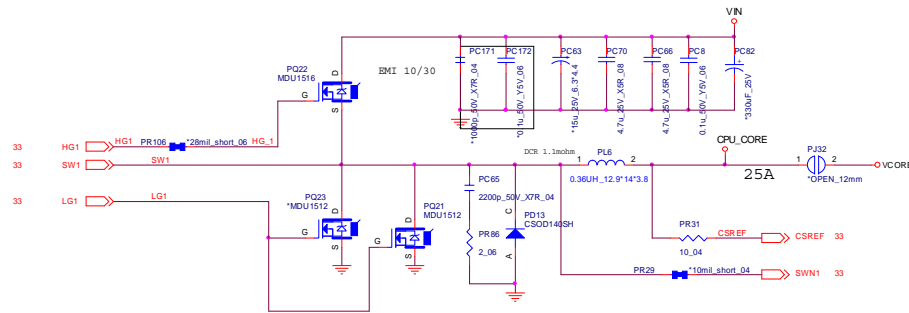 VIN
PQ22
MDU1516
D
G
S
EMI 10/30
PC171
*1000p_50V_X7R_04
PC172
*0.1u_50V_Y5V_06
PC63
*15u_25V_6.3*4.4
PC70
4.7u_25V_X5R_08
PC66
4.7u_25V_X5R_08
PC8
0.1u_50V_Y5V_06
PC82
*330uF_25V
+
+
33 HG1 HG1 PR106 *28mil_short_06 HG_1
33 SW1 SW1
33 LG1 LG1
PQ23
*MDU1512
D
G
S
PQ21
MDU1512
D
G
S
PC65
2200p_50V_X7R_04
PR86
2_06
C
PD13
CSOD140SH
A
DCR 1.1mohm
1 PL6 2
0.36UH_12.9*14*3.8
CPU_CORE
25A
PJ32
1 2
*OPEN_12mm
VCORE
PR31
10_04
CSREF
CSREF 33
PR29 *10mil_short_04
SWN1 33